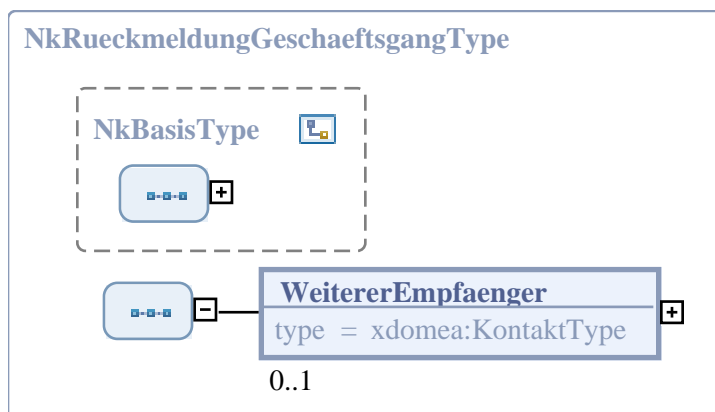 NkRueckmeldungGeschaeftsgangType
NkBasisType
WeitererEmpfaenger
type = xdomea:KontaktType
0..1